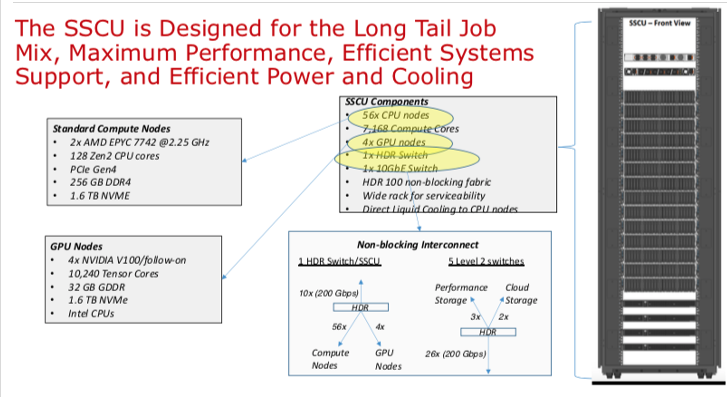 The SSCU is Designed for the Long Tail Job
Mix, Maximum Performance, Efficient Systems
Support, and Efficient Power and Cooling
SSCU – Front View
SSCU Components
• 56x CPU nodes
• 7,168 Compute Cores
• 4x GPU nodes
• 1x HDR Switch
• 1x 10GbE Switch
• HDR 100 non-blocking fabric
• Wide rack for serviceability
• Direct Liquid Cooling to CPU nodes
Standard Compute Nodes
• 2x AMD EPYC 7742 @2.25 GHz
• 128 Zen2 CPU cores
• PCIe Gen4
• 256 GB DDR4
• 1.6 TB NVME
GPU Nodes
• 4x NVIDIA V100/follow-on
• 10,240 Tensor Cores
• 32 GB GDDR
• 1.6 TB NVMe
• Intel CPUs
Non-blocking Interconnect
1 HDR Switch/SSCU
10x (200 Gbps)
HDR
56x 4x
Compute
Nodes
GPU
Nodes
5 Level 2 switches
Performance
Storage
Cloud
Storage
3x 2x
HDR
26x (200 Gbps)